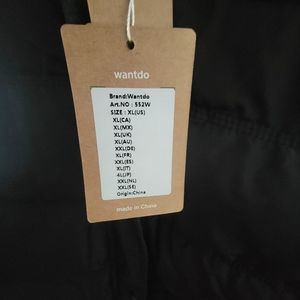 wantdo
Brand:Wantdo
Art.NO : 552W
SIZE : XL(US)
XL(CA)
XL(MX)
XL(UK)
XL(AU)
XXL(DE)
XL(FR)
XXL(ES)
XL(IT)
4L(JP)
XXL(NL)
XXL(SE)
Origin:China
made in China